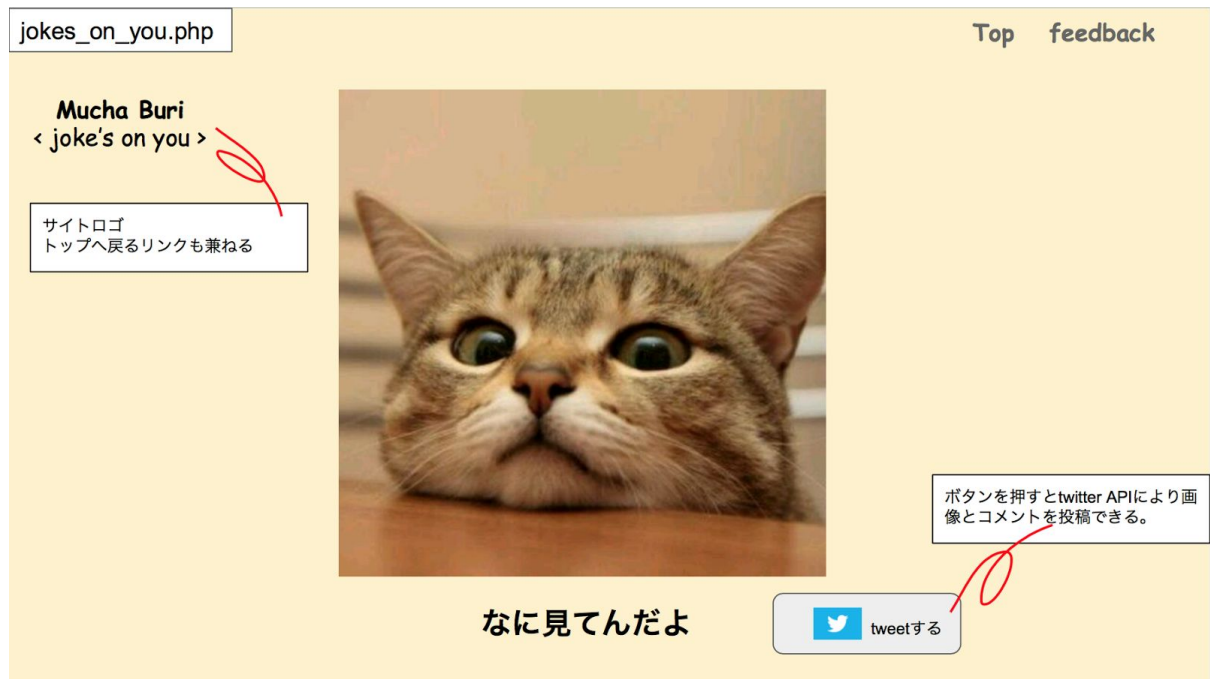 jokes_on_you.php
Top feedback
Mucha Buri
< joke's on you >
サイトロゴ
トップへ戻るリンクも兼ねる
ボタンを押すとtwitter APIにより画
像とコメントを投稿できる。
なに見てんだよ
tweetする